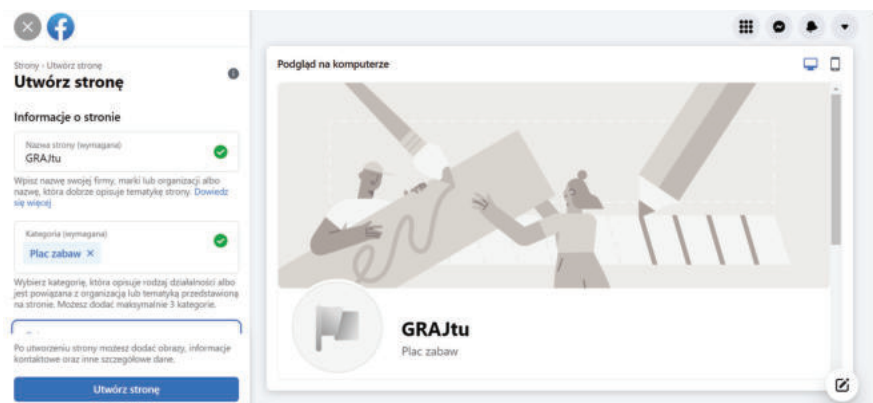 Strony › Utwórz stronę
Utwórz stronę
Informacje o stronie
Nazwa strony (wymagana)
GRAJtu
Wpisz nazwę swojej firmy, marki lub organizacji albo
nazwę, która dobrze opisuje tematykę strony. Dowiedz
się więcej
Kategoria (wymagana)
Plac zabaw ×
Wybierz kategorię, która opisuje rodzaj działalności albo
jest powiązana z organizacją lub tematyką przedstawioną
na stronie. Możesz dodać maksymalnie 3 kategorie.
Po utworzeniu strony możesz dodać obrazy, informacje
kontaktowe oraz inne szczegółowe dane.
Utwórz stronę
Podgląd na komputerze
GRAJtu
Plac zabaw